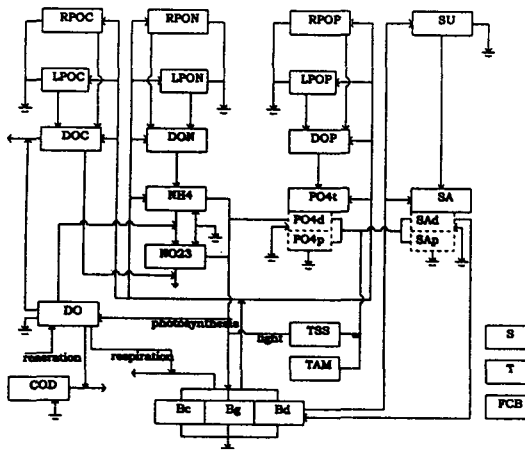 RPOC
RPON
RPOP
SU
LPOC
LPON
LPOP
DOC
DON
DOP
NH4
PO4t
SA
PO4d
SAd
PO4p
SAp
NO23
DO
photosynthesis
light
TSS
S
reaeration
respiration
TAM
T
COD
Bc
Bg
Bd
FCB